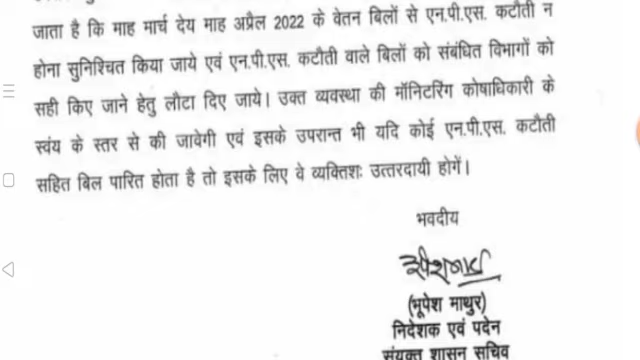 जाता है कि माह मार्च देय माह अप्रैल 2022 के वेतन बिलों से एन.पी.एस. कटौती न
होना सुनिश्चित किया जाये एवं एन.पी.एस. कटौती वाले बिलों को संबंधित विभागों को
सही किए जाने हेतु लौटा दिए जाये। उक्त व्यवस्था की मॉनिटरिंग कोषाधिकारी के
स्वंय के स्तर से की जावेगी एवं इसके उपरान्त भी यदि कोई एन.पी.एस. कटौती
सहित बिल पारित होता है तो इसके लिए वे व्यक्तिशः उत्तरदायी होगें।
भवदीय
(भूपेश माथुर)
निदेशक एवं पदेन
संयुक्त शासन सचिव